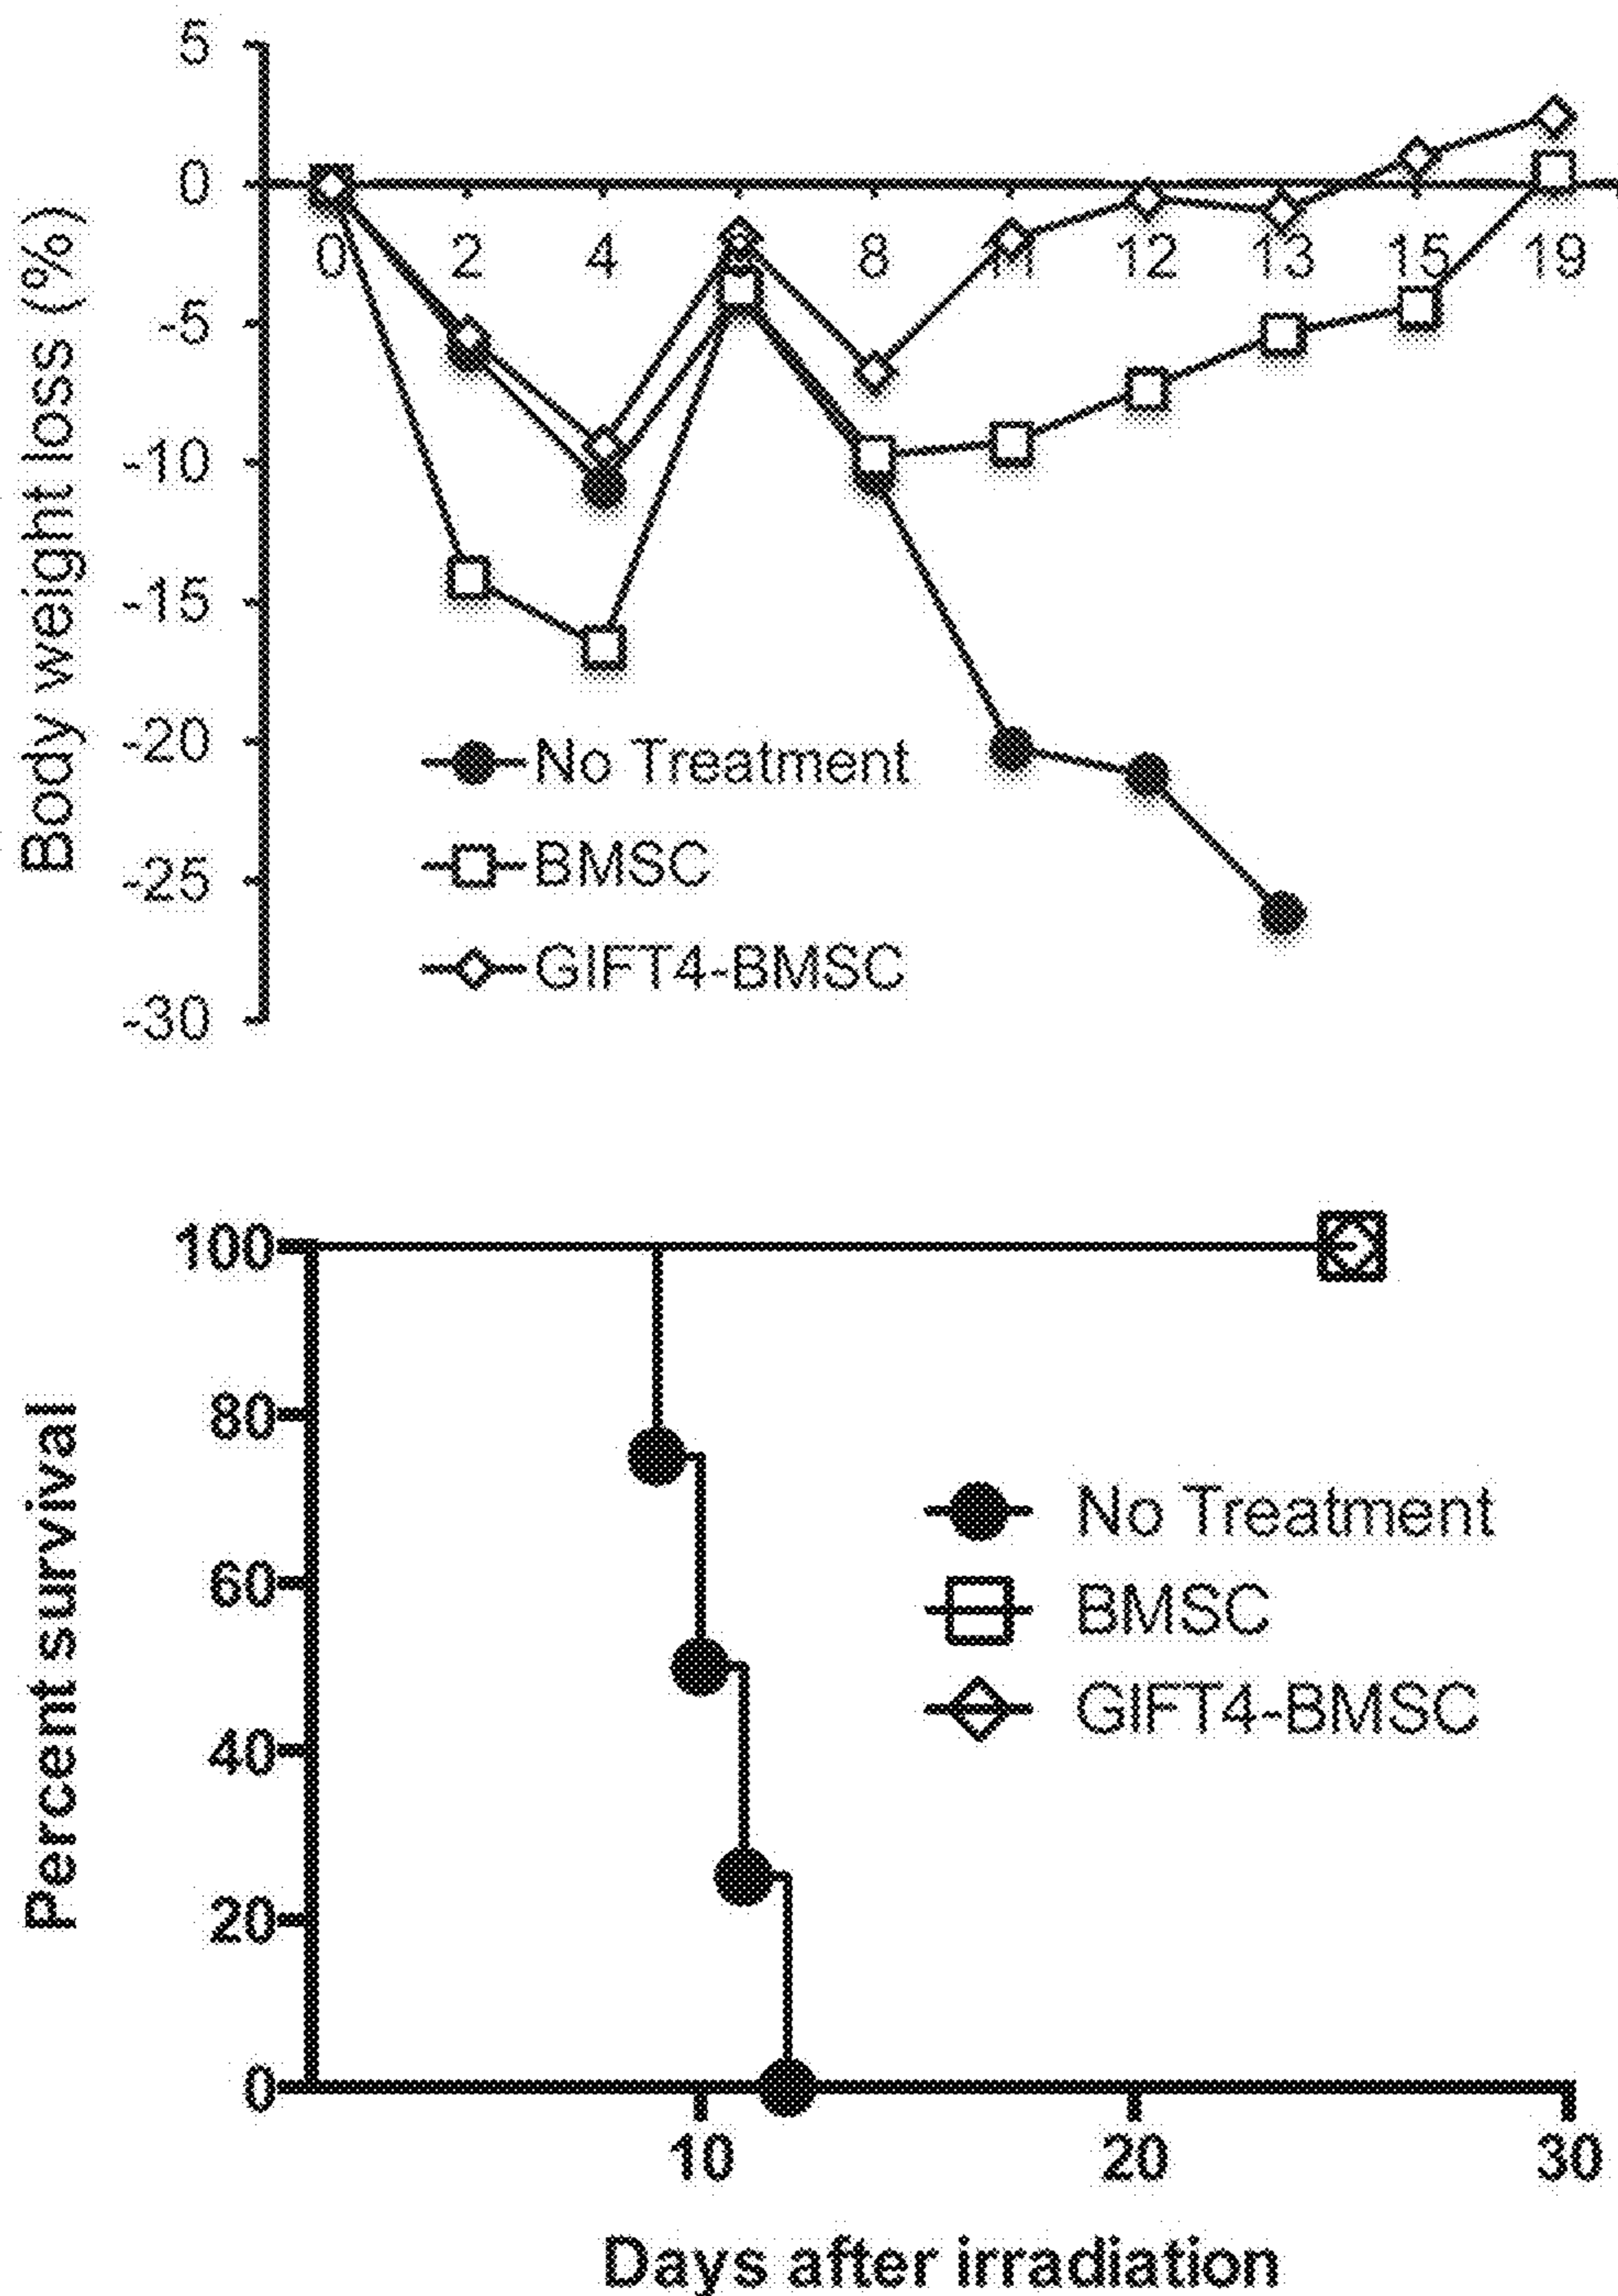 5
0
-5
-10
-15
-20
-25
-30
Body weight loss (%)
0 2 4 8 11 12 13 15 19
No Treatment
BMSC
GIFT4-BMSC
100
80
60
40
20
0
Percent survival
No Treatment
BMSC
GIFT4-BMSC
10 20 30
Days after irradiation